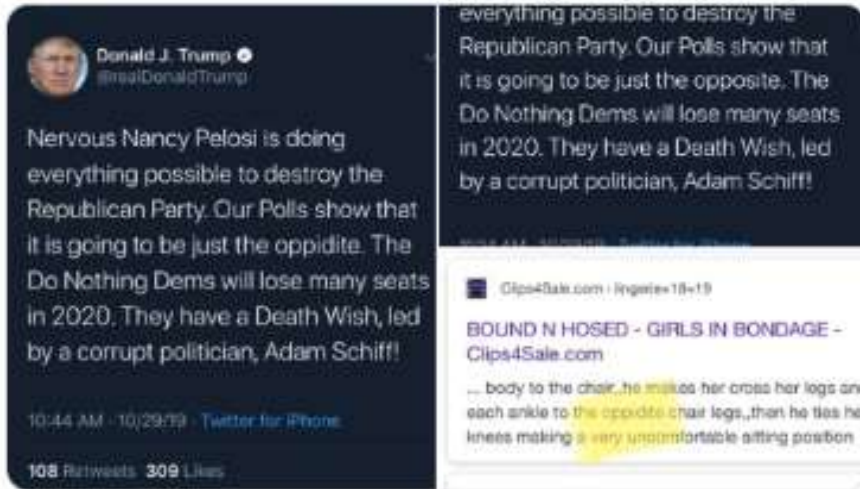 Donald J. Trump
@realDonaldTrump
Nervous Nancy Pelosi is doing
everything possible to destroy the
Republican Party. Our Polls show that
it is going to be just the oppidite. The
Do Nothing Dems will lose many seats
in 2020. They have a Death Wish, led
by a corrupt politician, Adam Schiff!
10:44 AM · 10/29/19 · Twitter for iPhone
108 Retweets 309 Likes
everything possible to destroy the
Republican Party. Our Polls show that
it is going to be just the opposite. The
Do Nothing Dems will lose many seats
in 2020. They have a Death Wish, led
by a corrupt politician, Adam Schiff!
Twitter for iPhone
Clips4Sale.com › lingerie+18+19
BOUND N HOSED - GIRLS IN BONDAGE -
Clips4Sale.com
... body to the chair,,he makes her cross her legs and
each ankle to the oppidite chair legs,,then he ties he
knees making a very uncomfortable sitting position